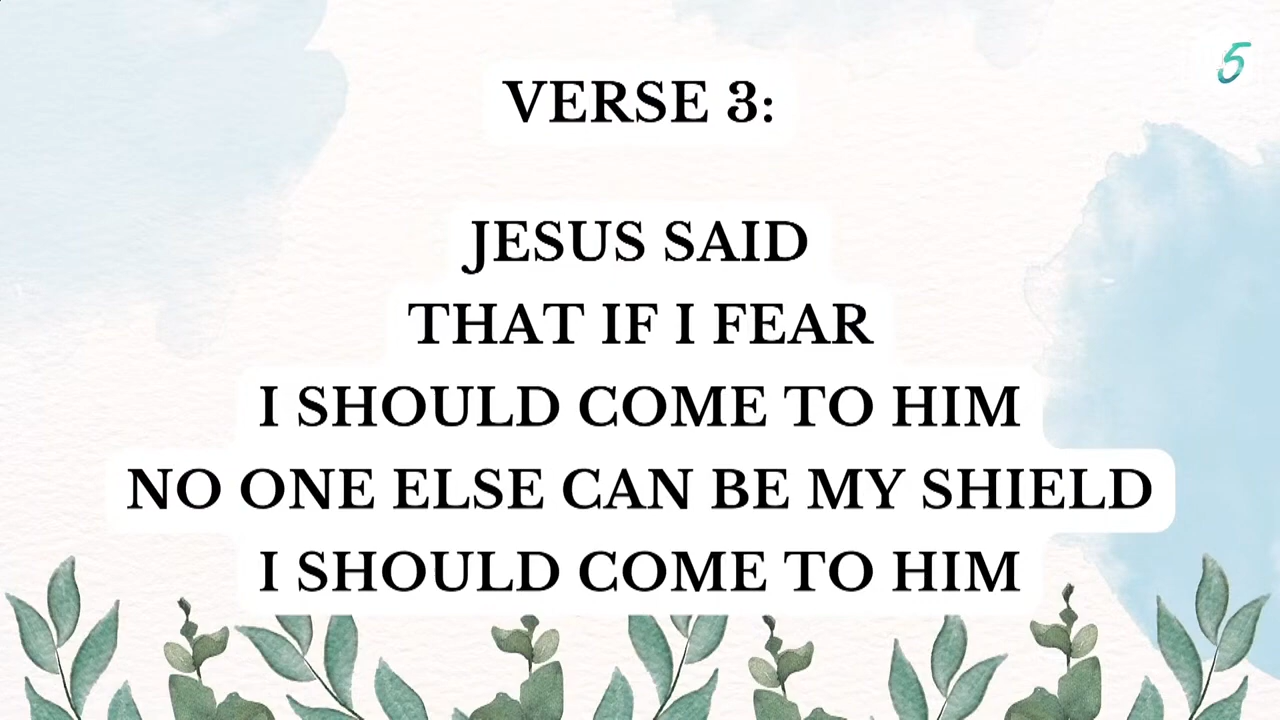 5
VERSE 3:
JESUS SAID
THAT IF I FEAR
I SHOULD COME TO HIM
NO ONE ELSE CAN BE MY SHIELD
I SHOULD COME TO HIM